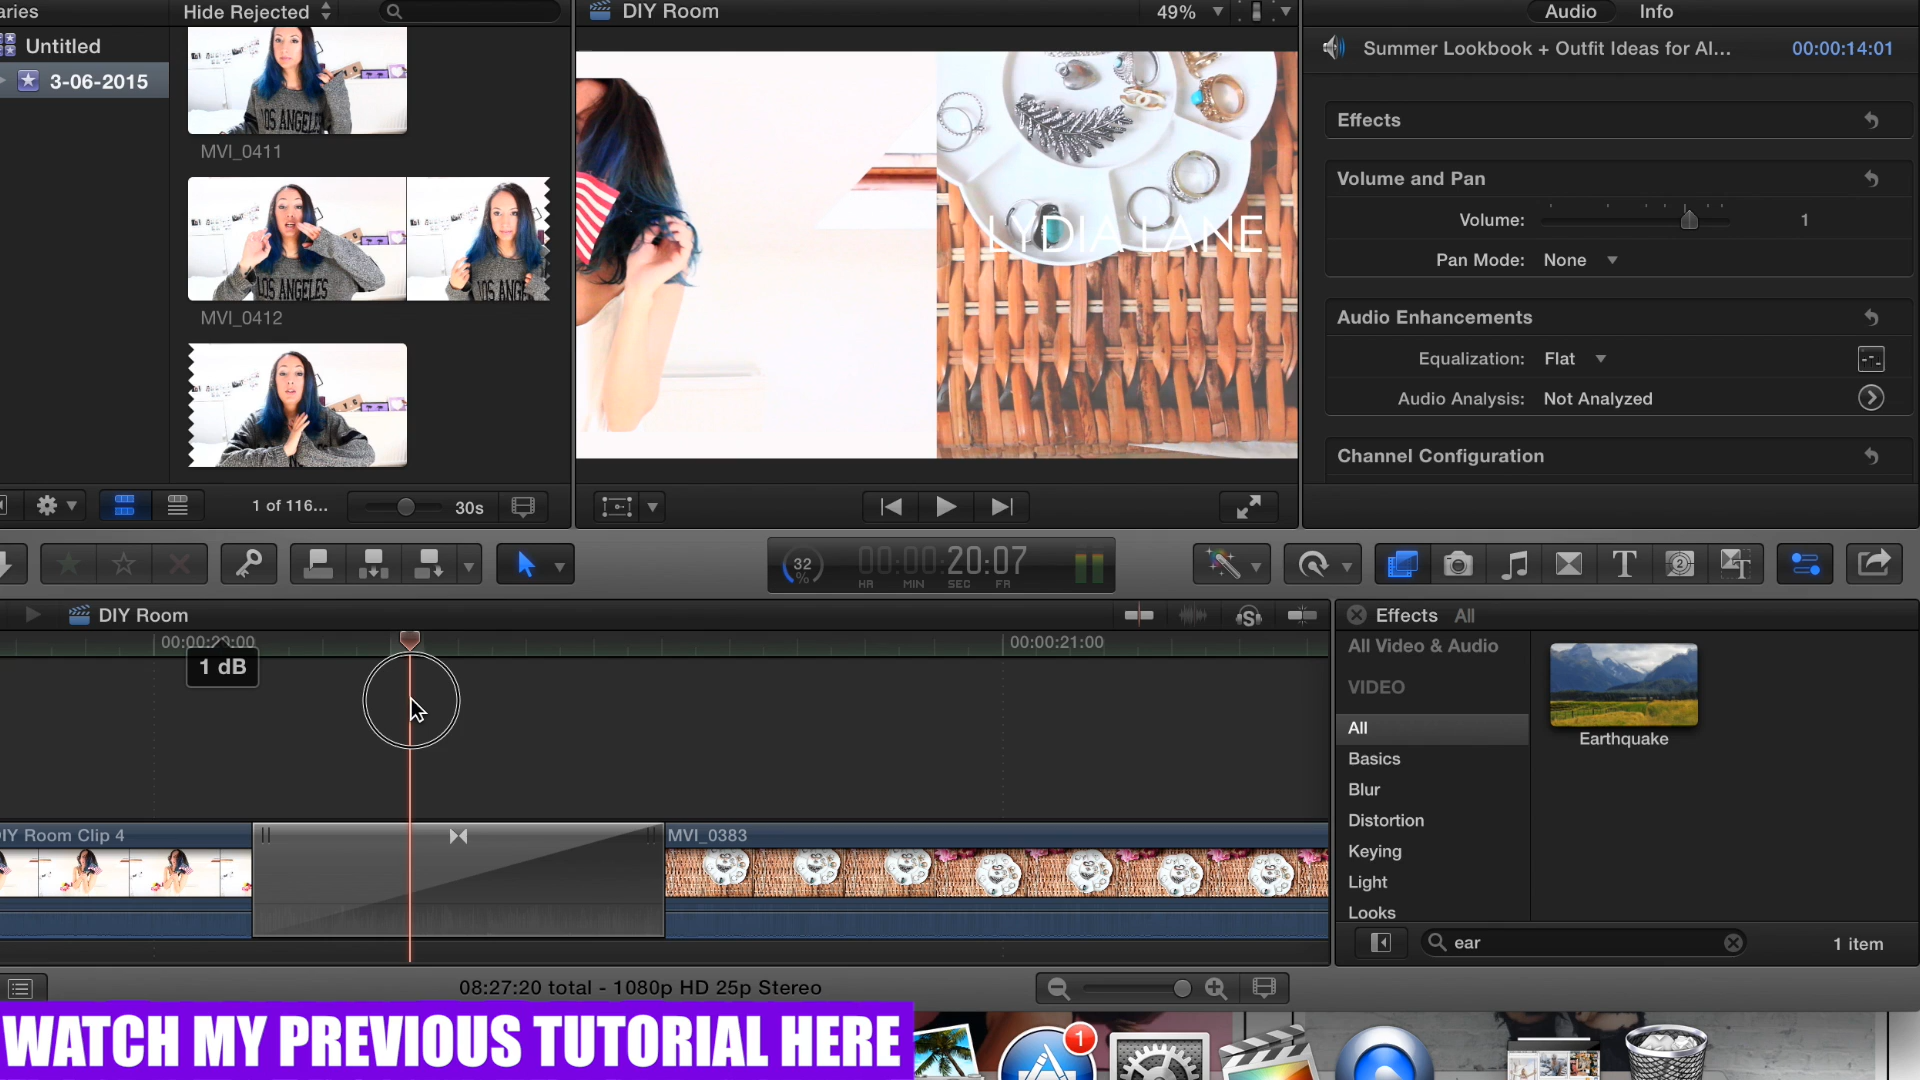 aries
Hide Rejected
DIY Room
49%
Audio
Info
Untitled
3-06-2015
Summer Lookbook + Outfit Ideas for Al...
00:00:14:01
LOS ANGELES
MVI_0411
Effects
Volume and Pan
Volume:
1
Pan Mode: None
LYDIA LANE
LOS ANGELES
MVI_0412
Audio Enhancements
Equalization: Flat
Audio Analysis: Not Analyzed
Channel Configuration
1 of 116...
30s
32
%
00:00:20:07
HR MIN SEC FR
DIY Room
Effects All
00:00:20:00
00:00:21:00
1 dB
All Video & Audio
VIDEO
All
Basics
Blur
Distortion
Keying
Light
Looks
Earthquake
IY Room Clip 4
MVI_0383
ear
1 item
08:27:20 total - 1080p HD 25p Stereo
WATCH MY PREVIOUS TUTORIAL HERE
1